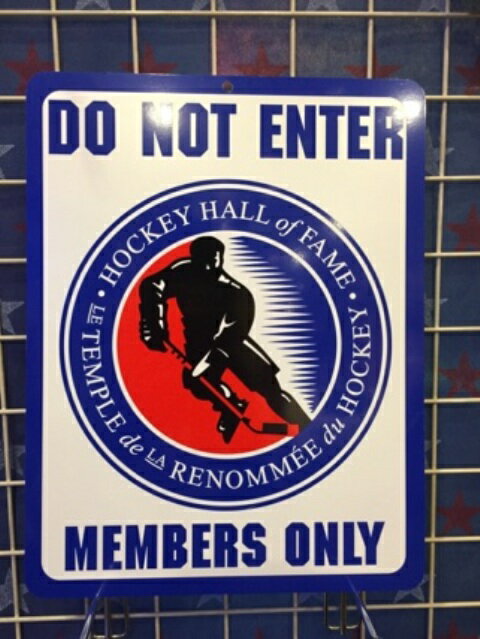 DO NOT ENTER
• HOCKEY HALL of FAME •
LE TEMPLE de LA RENOMMÉE du HOCKEY
MEMBERS ONLY